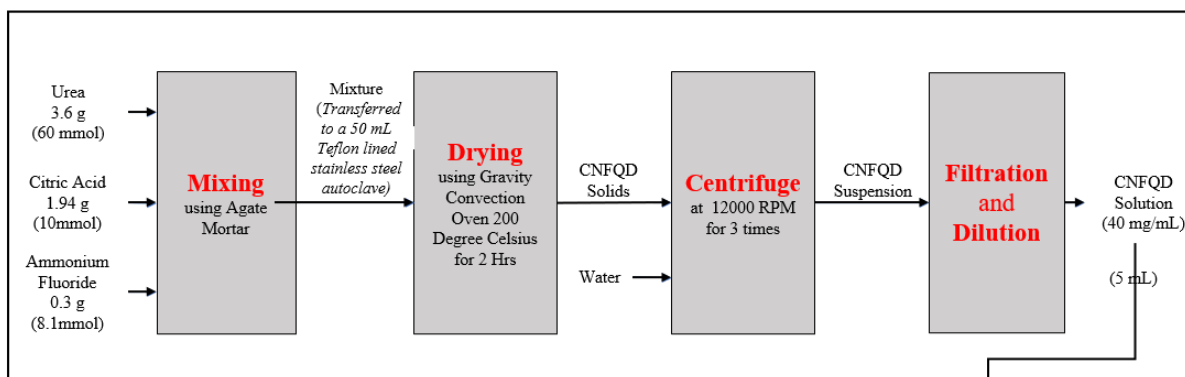 Urea
3.6 g
(60 mmol)
Citric Acid
1.94 g
(10mmol)
Ammonium
Fluoride
0.3 g
(8.1mmol)
Mixing
using Agate
Mortar
Mixture
(Transferred
to a 50 mL
Teflon lined
stainless steel
autoclave)
Drying
using Gravity
Convection
Oven 200
Degree Celsius
for 2 Hrs
CNFQD
Solids
Water
Centrifuge
at 12000 RPM
for 3 times
CNFQD
Suspension
Filtration
and
Dilution
CNFQD
Solution
(40 mg/mL)
(5 mL)